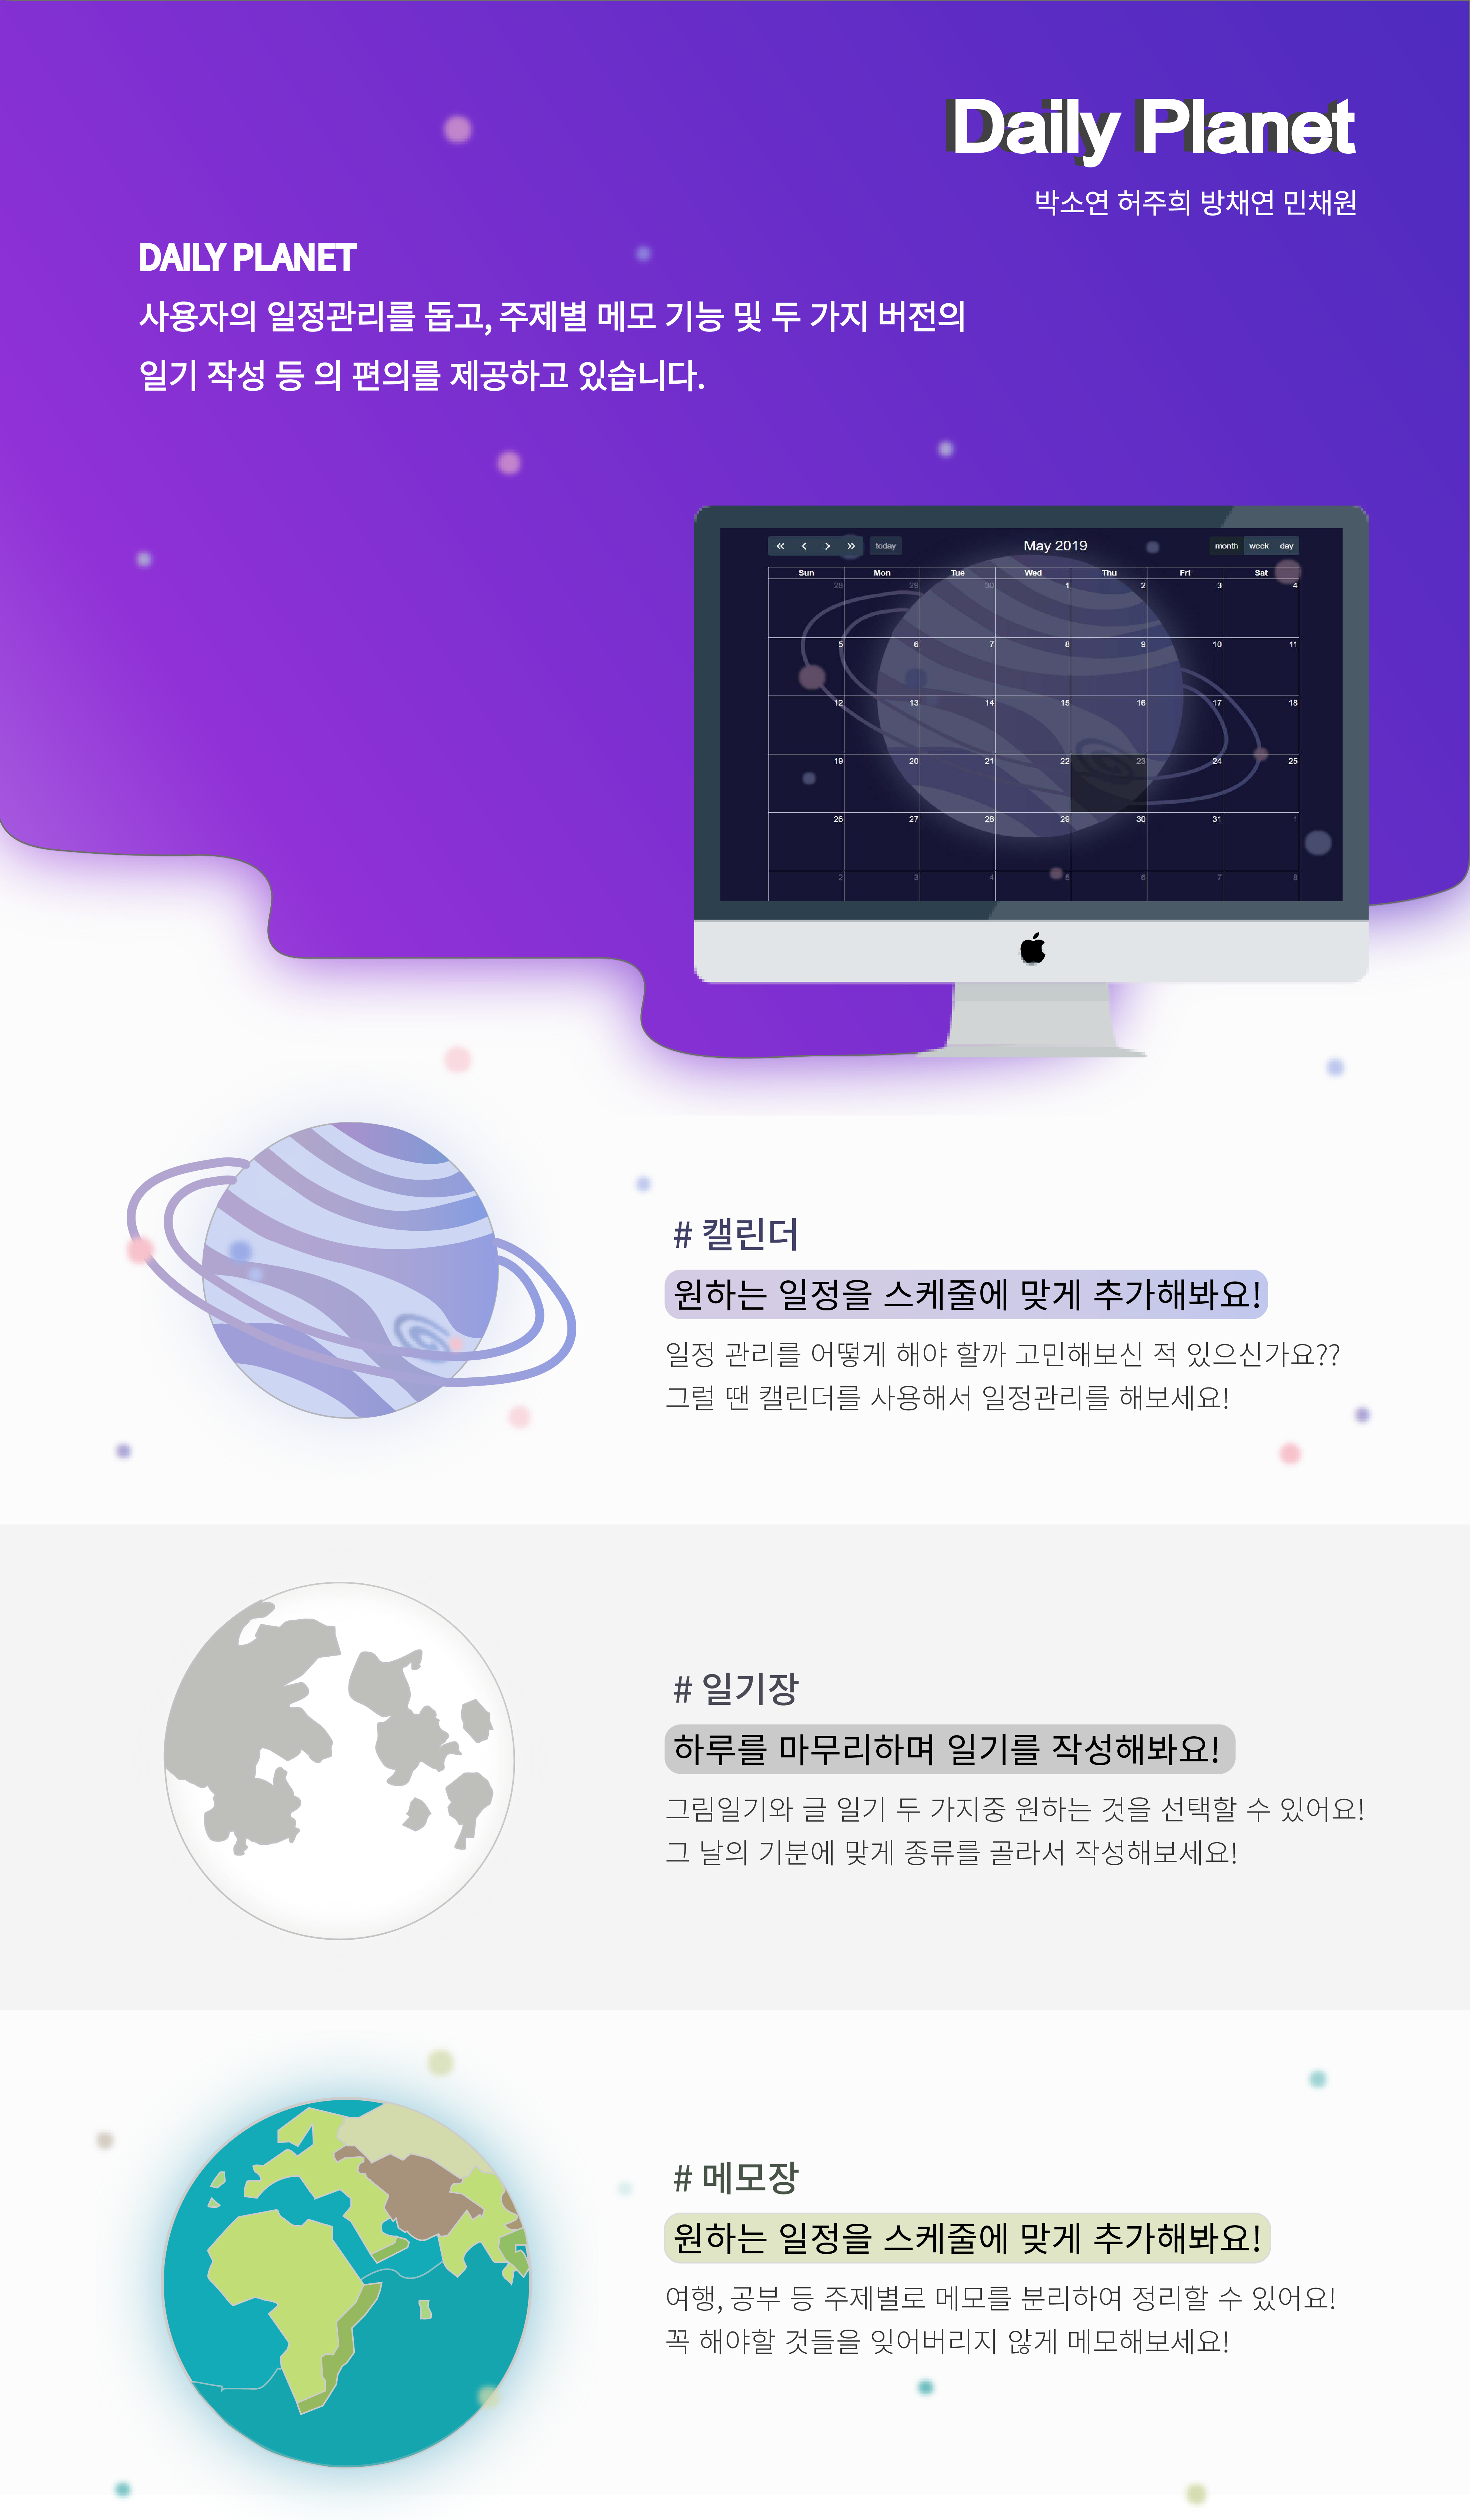 Daily Planet
박소연 허주희 방채연 민채원
DAILY PLANET
사용자의 일정관리를 돕고, 주제별 메모 기능 및 두 가지 버전의
일기 작성 등 의 편의를 제공하고 있습니다.
« ‹ › » today May 2019 month week day
Sun Mon Tue Wed Thu Fri Sat
28 29 30 1 2 3 4
5 6 7 8 9 10 11
12 13 14 15 16 17 18
19 20 21 22 23 24 25
26 27 28 29 30 31 1
2 3 4 5 6 7 8
# 캘린더
원하는 일정을 스케줄에 맞게 추가해봐요!
일정 관리를 어떻게 해야 할까 고민해보신 적 있으신가요??
그럴 땐 캘린더를 사용해서 일정관리를 해보세요!
# 일기장
하루를 마무리하며 일기를 작성해봐요!
그림일기와 글 일기 두 가지중 원하는 것을 선택할 수 있어요!
그 날의 기분에 맞게 종류를 골라서 작성해보세요!
# 메모장
원하는 일정을 스케줄에 맞게 추가해봐요!
여행, 공부 등 주제별로 메모를 분리하여 정리할 수 있어요!
꼭 해야할 것들을 잊어버리지 않게 메모해보세요!